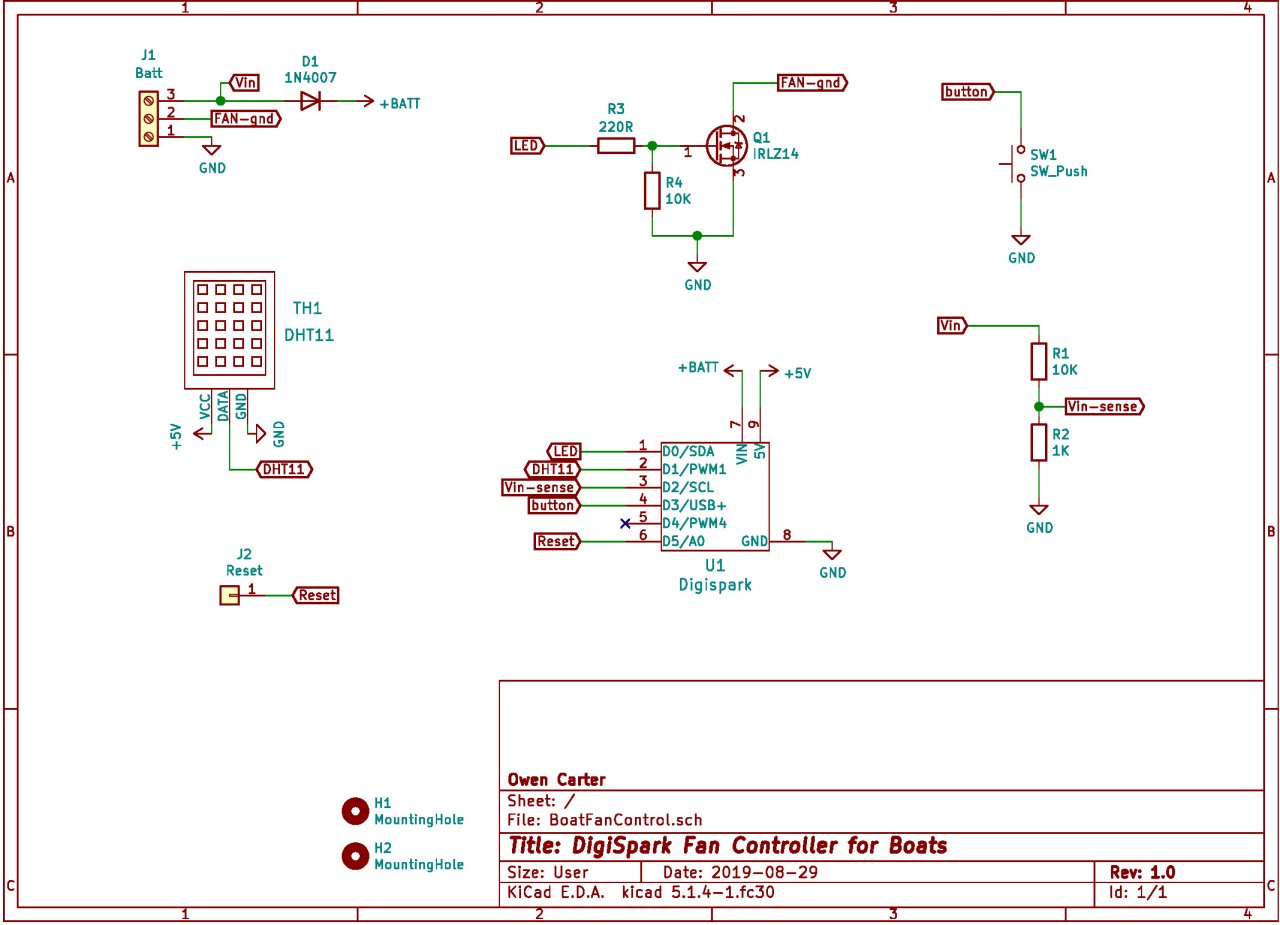 1 2 3 4
J1
Batt
3
2
1
Vin
FAN-gnd
GND
D1
1N4007
+BATT
LED
R3
220R
R4
10K
1
2
3
Q1
IRLZ14
FAN-gnd
GND
button
SW1
SW_Push
GND
A
A
TH1
DHT11
VCC
DATA
GND
+5V
GND
DHT11
Vin
R1
10K
Vin-sense
R2
1K
GND
+BATT
+5V
7
9
VIN
5V
LED 1 D0/SDA
DHT11 2 D1/PWM1
Vin-sense 3 D2/SCL
button 4 D3/USB+
5 D4/PWM4
Reset 6 D5/A0
GND 8
GND
U1
Digispark
B
B
J2
Reset
1
Reset
H1
MountingHole
H2
MountingHole
Owen Carter
Sheet: /
File: BoatFanControl.sch
Title: DigiSpark Fan Controller for Boats
Size: User Date: 2019-08-29 Rev: 1.0
KiCad E.D.A. kicad 5.1.4-1.fc30 Id: 1/1
C
C
1 2 3 4